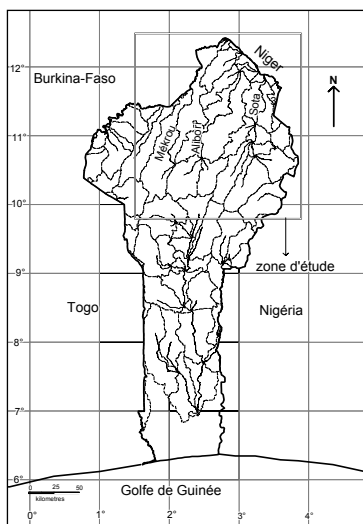 12°
Niger
Burkina-Faso
N
Sota
Alibori
Mékrou
11°
10°
zone d'étude
9°
Togo
Nigéria
8°
7°
6°
0 25 50
kilometres
Golfe de Guinée
0° 1° 2° 3° 4°